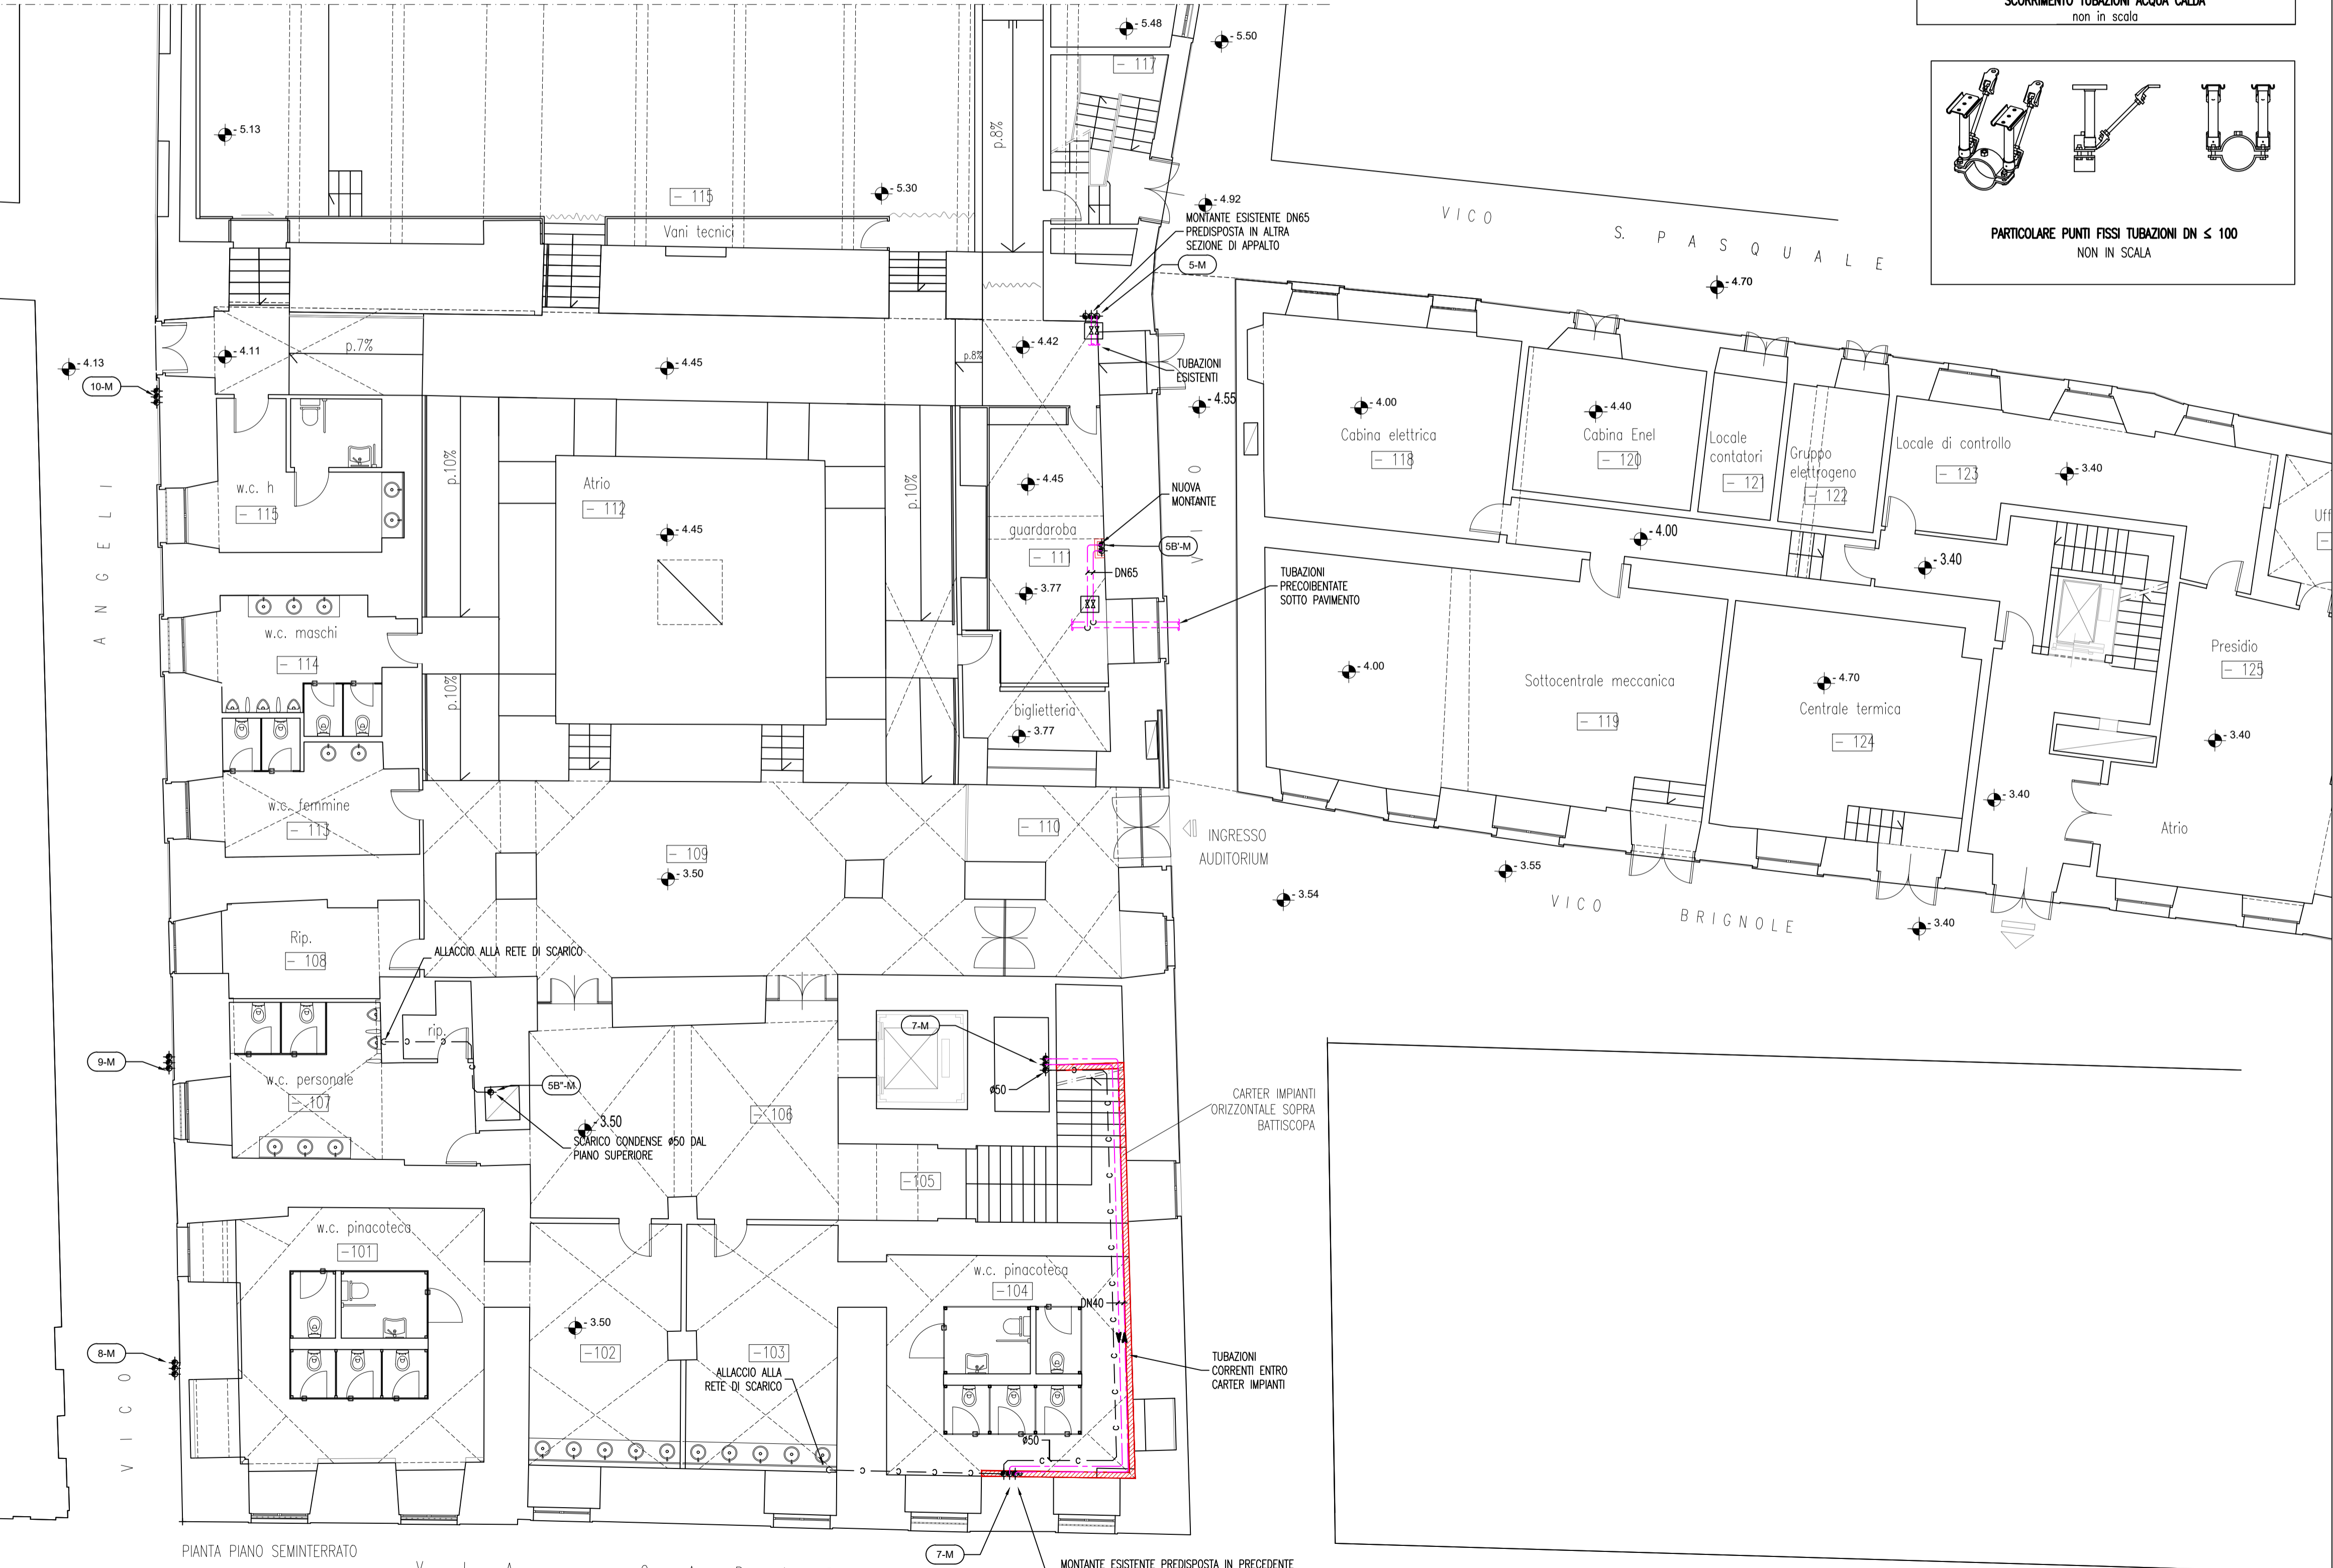 SCORRIMENTO TUBAZIONI ACQUA CALDA
non in scala
PARTICOLARE PUNTI FISSI TUBAZIONI DN ≤ 100
NON IN SCALA
- 5.48
- 5.50
- 117
- 5.13
p.8%
- 5.30
- 115
Vani tecnici
- 4.92
MONTANTE ESISTENTE DN65
PREDISPOSTA IN ALTRA
SEZIONE DI APPALTO
5-M
VICO
S. PASQUALE
- 4.70
- 4.13
10-M
- 4.11
p.7%
- 4.45
p.8%
- 4.42
TUBAZIONI
ESISTENTI
- 4.55
- 4.00
Cabina elettrica
- 118
- 4.40
Cabina Enel
- 120
Locale
contatori
- 121
Gruppo
elettrogeno
- 122
Locale di controllo
- 123
- 3.40
Uff
-
w.c. h
- 115
p.10%
Atrio
- 112
- 4.45
p.10%
- 4.45
guardaroba
- 111
NUOVA
MONTANTE
5B'-M
DN65
VICO
- 4.00
- 3.40
TUBAZIONI
PRECOIBENTATE
SOTTO PAVIMENTO
- 3.77
ANGELI
w.c. maschi
- 114
p.10%
biglietteria
- 3.77
- 4.00
Sottocentrale meccanica
- 119
- 4.70
Centrale termica
- 124
Presidio
- 125
- 3.40
- 3.40
Atrio
w.c. femmine
- 113
- 109
- 3.50
- 110
INGRESSO
AUDITORIUM
- 3.55
- 3.54
VICO
BRIGNOLE
- 3.40
Rip.
- 108
ALLACCIO ALLA RETE DI SCARICO
rip.
C
C
C
C
9-M
w.c. personale
- 107
5B"-M
- 3.50
SCARICO CONDENSE ø50 DAL
PIANO SUPERIORE
- 106
7-M
ø50
C
C
C
C
C
C
C
C
C
C
CARTER IMPIANTI
ORIZZONTALE SOPRA
BATTISCOPA
-105
w.c. pinacoteca
-101
w.c. pinacoteca
-104
DN40
8-M
- 3.50
-102
-103
ALLACCIO ALLA
RETE DI SCARICO
TUBAZIONI
CORRENTI ENTRO
CARTER IMPIANTI
ø50
C
C
C
C
C
C
VICO
7-M
MONTANTE ESISTENTE PREDISPOSTA IN PRECEDENTE
PIANTA PIANO SEMINTERRATO